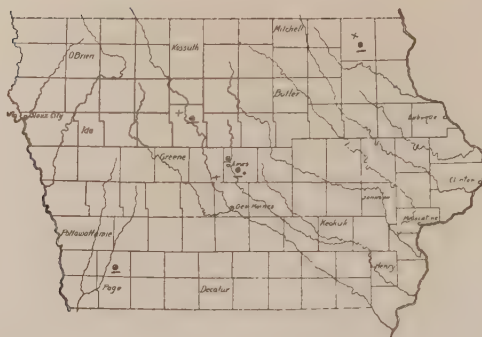 Mitchell
Kossuth
O'Brien
Butler
Sioux City
Dubuque
Ida
Greene
Ames
Clinton
Des Moines
Johnson
Muscatine
Keokuk
Pottawattamie
Henry
Page
Decatur